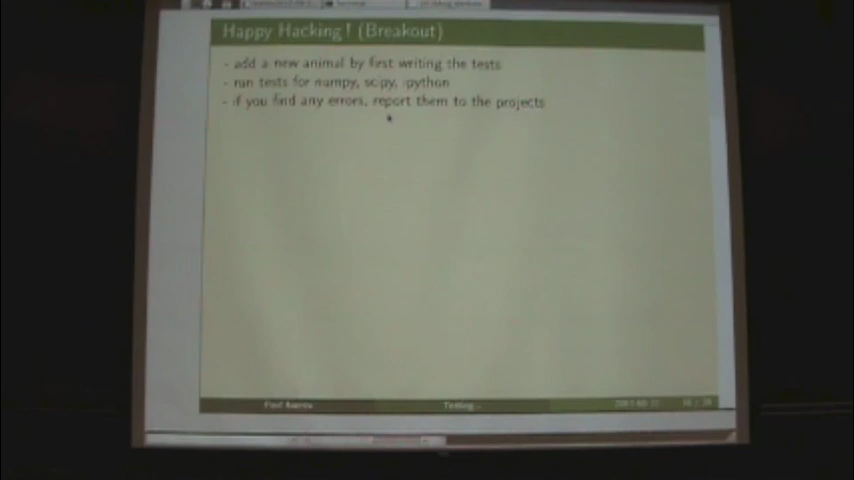 Happy Hacking! (Breakout)
- add a new animal by first writing the tests
- run tests for numpy, scipy, ipython
- if you find any errors, report them to the projects
Testing